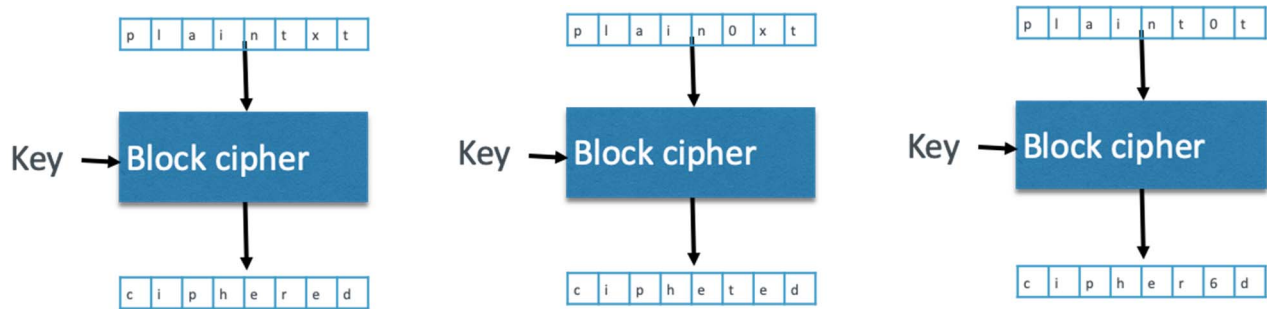 p l a i n t x t
p l a i n 0 x t
p l a i n t 0 t
Key
Block cipher
Key
Block cipher
Key
Block cipher
c i p h e r e d
c i p h e t e d
c i p h e r 6 d